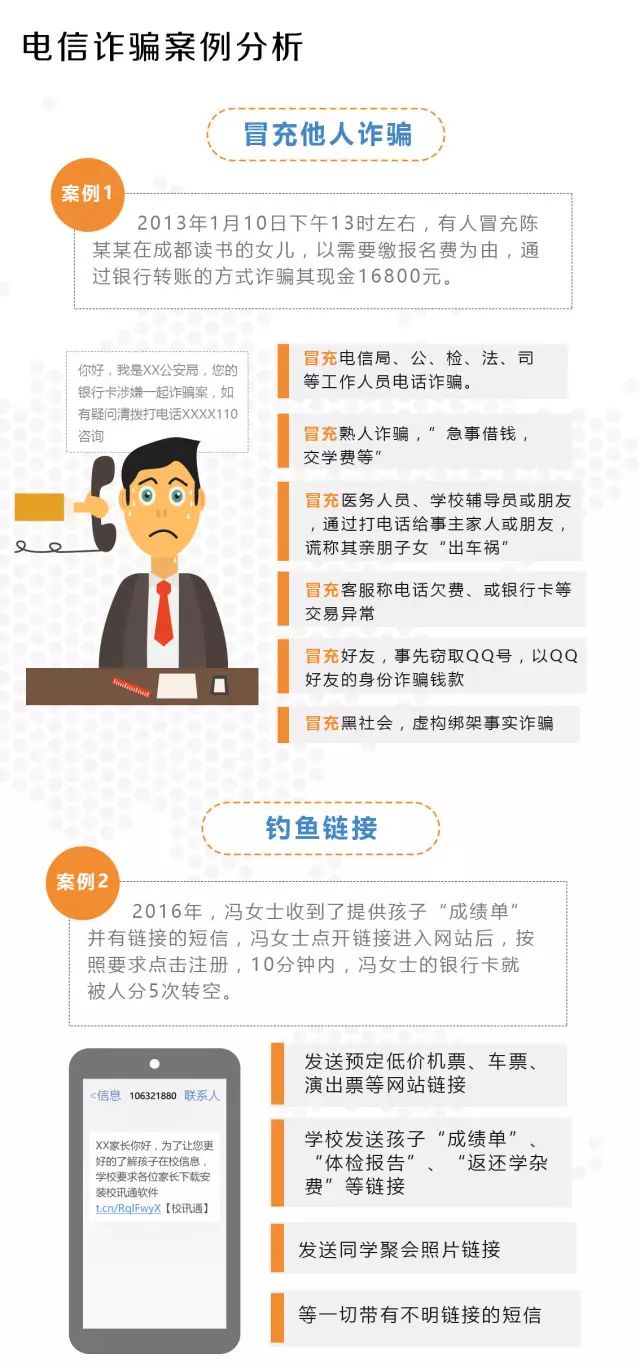 电信诈骗案例分析
冒充他人诈骗
案例1
2013年1月10日下午13时左右，有人冒充陈
某某在成都读书的女儿，以需要缴报名费为由，通
过银行转账的方式诈骗其现金16800元。
你好，我是XX公安局，您的
银行卡涉嫌一起诈骗案，如
有疑问清拨打电话XXXX110
咨询
冒充电信局、公、检、法、司
等工作人员电话诈骗。
冒充熟人诈骗，”急事借钱，
交学费等”
冒充医务人员、学校辅导员或朋友
，通过打电话给事主家人或朋友，
谎称其亲朋子女“出车祸”
冒充客服称电话欠费、或银行卡等
交易异常
冒充好友，事先窃取QQ号，以QQ
好友的身份诈骗钱款
冒充黑社会，虚构绑架事实诈骗
钓鱼链接
案例2
2016年，冯女士收到了提供孩子“成绩单”
并有链接的短信，冯女士点开链接进入网站后，按
照要求点击注册，10分钟内，冯女士的银行卡就
被人分5次转空。
<信息 106321880 联系人
XX家长你好，为了让您更
好的了解孩子在校信息，
学校要求各位家长下载安
装校讯通软件
t.cn/RqlFwyX【校讯通】
发送预定低价机票、车票、
演出票等网站链接
学校发送孩子“成绩单”、
“体检报告”、“返还学杂
费”等链接
发送同学聚会照片链接
等一切带有不明链接的短信